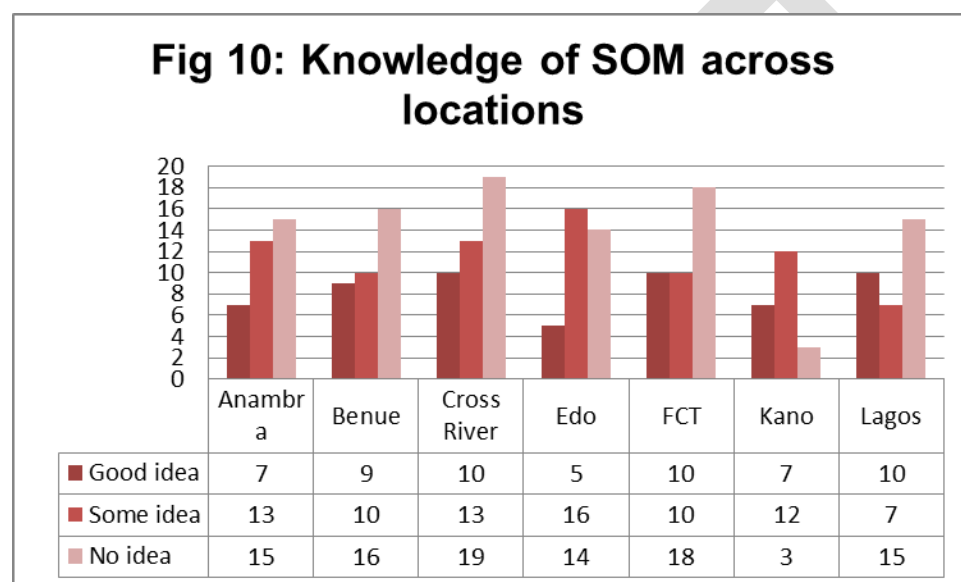 Fig 10: Knowledge of SOM across
locations
20
18
16
14
12
10
8
6
4
2
0
Anambr
a
Benue
Cross
River
Edo
FCT
Kano
Lagos
Good idea 7 9 10 5 10 7 10
Some idea 13 10 13 16 10 12 7
No idea 15 16 19 14 18 3 15